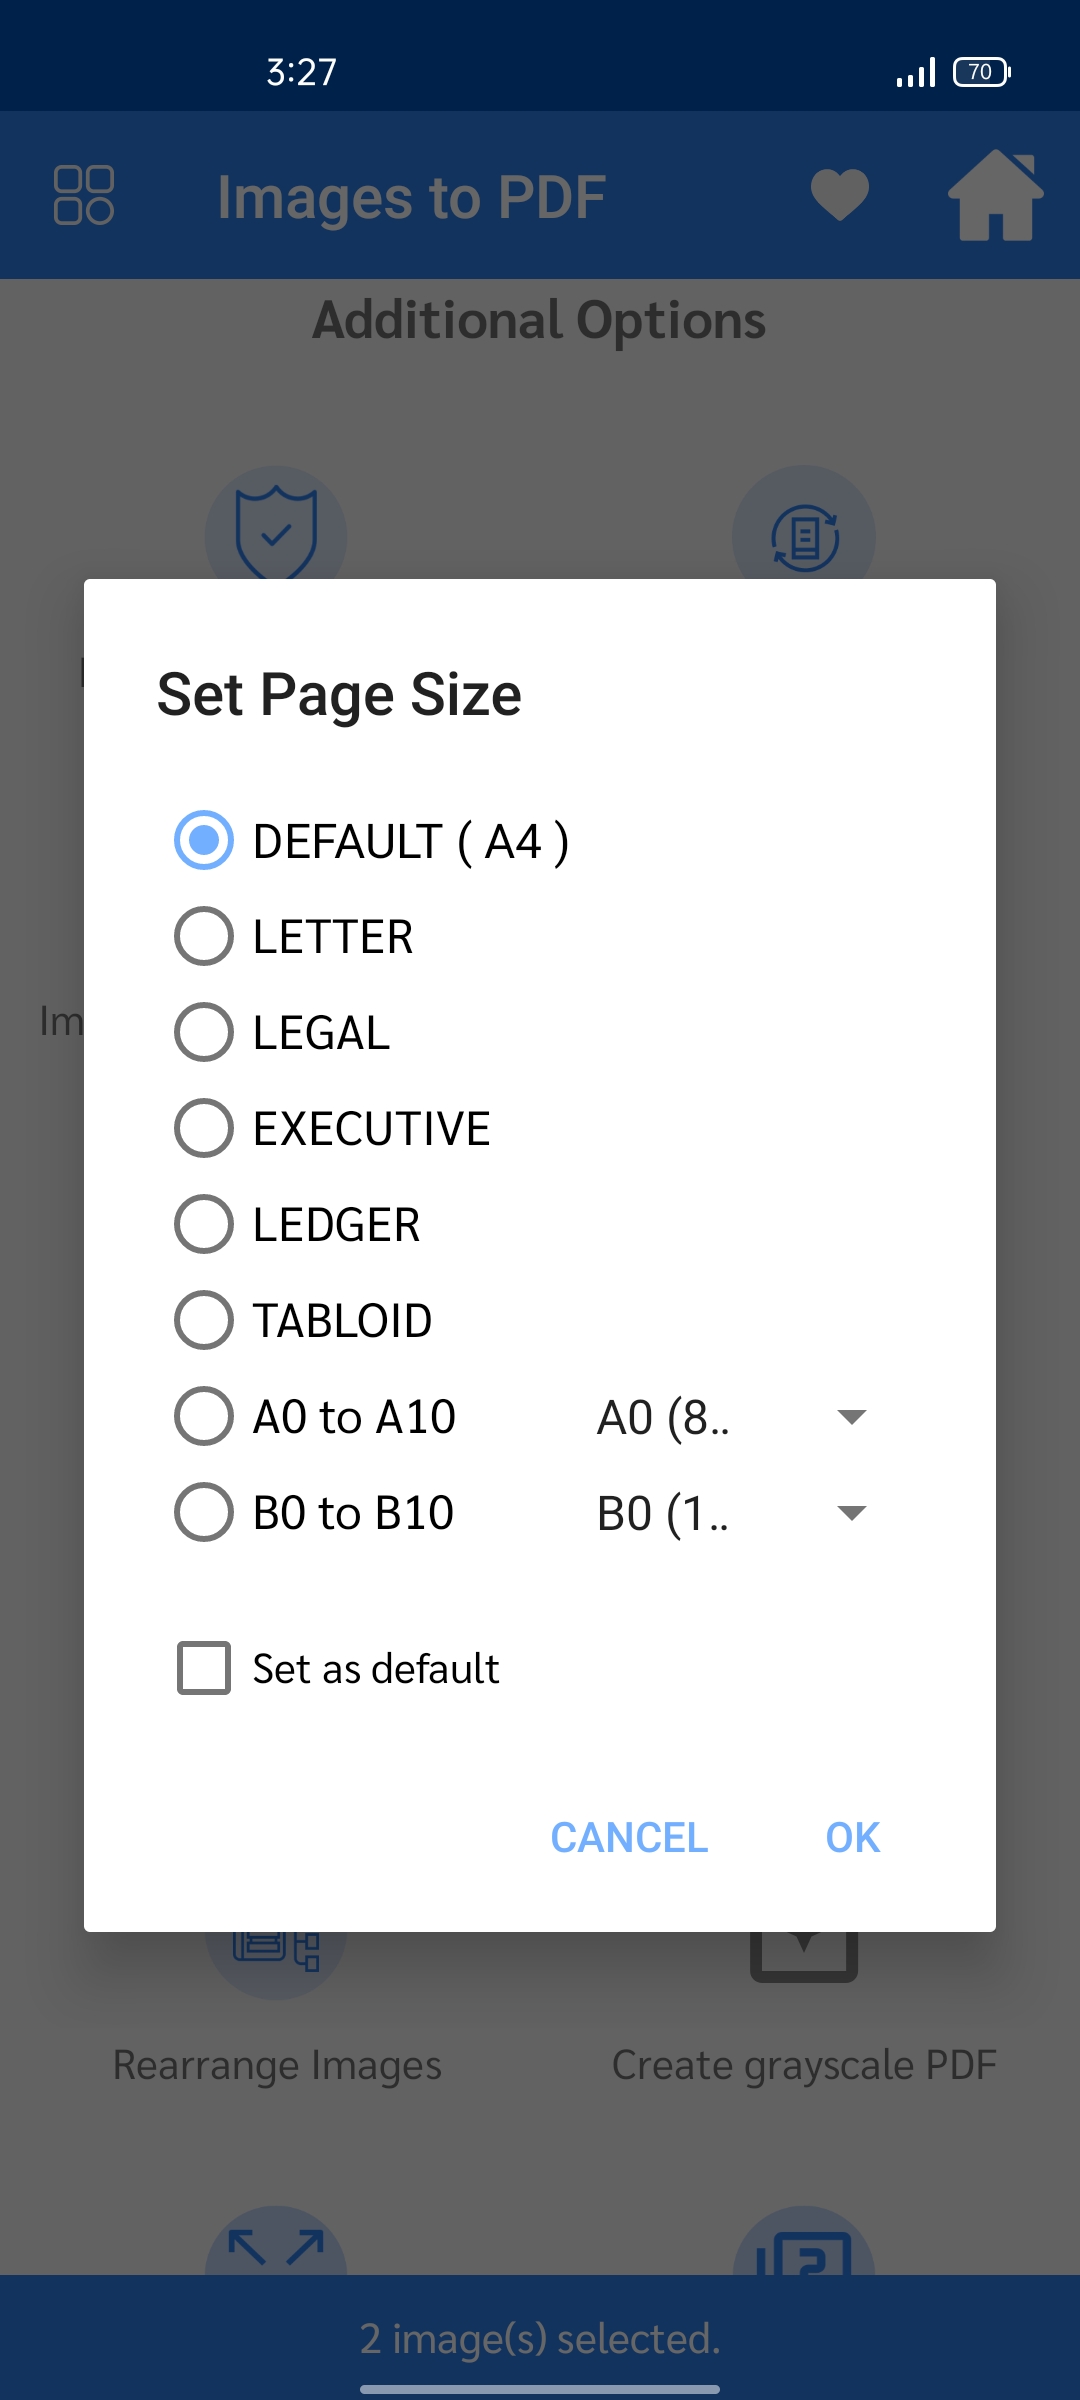 3:27
70
Images to PDF
Additional Options
Set Page Size
DEFAULT ( A4 )
LETTER
Im
LEGAL
EXECUTIVE
LEDGER
TABLOID
A0 to A10 A0 (8..
B0 to B10 B0 (1..
Set as default
CANCEL OK
Rearrange Images Create grayscale PDF
2
2 image(s) selected.